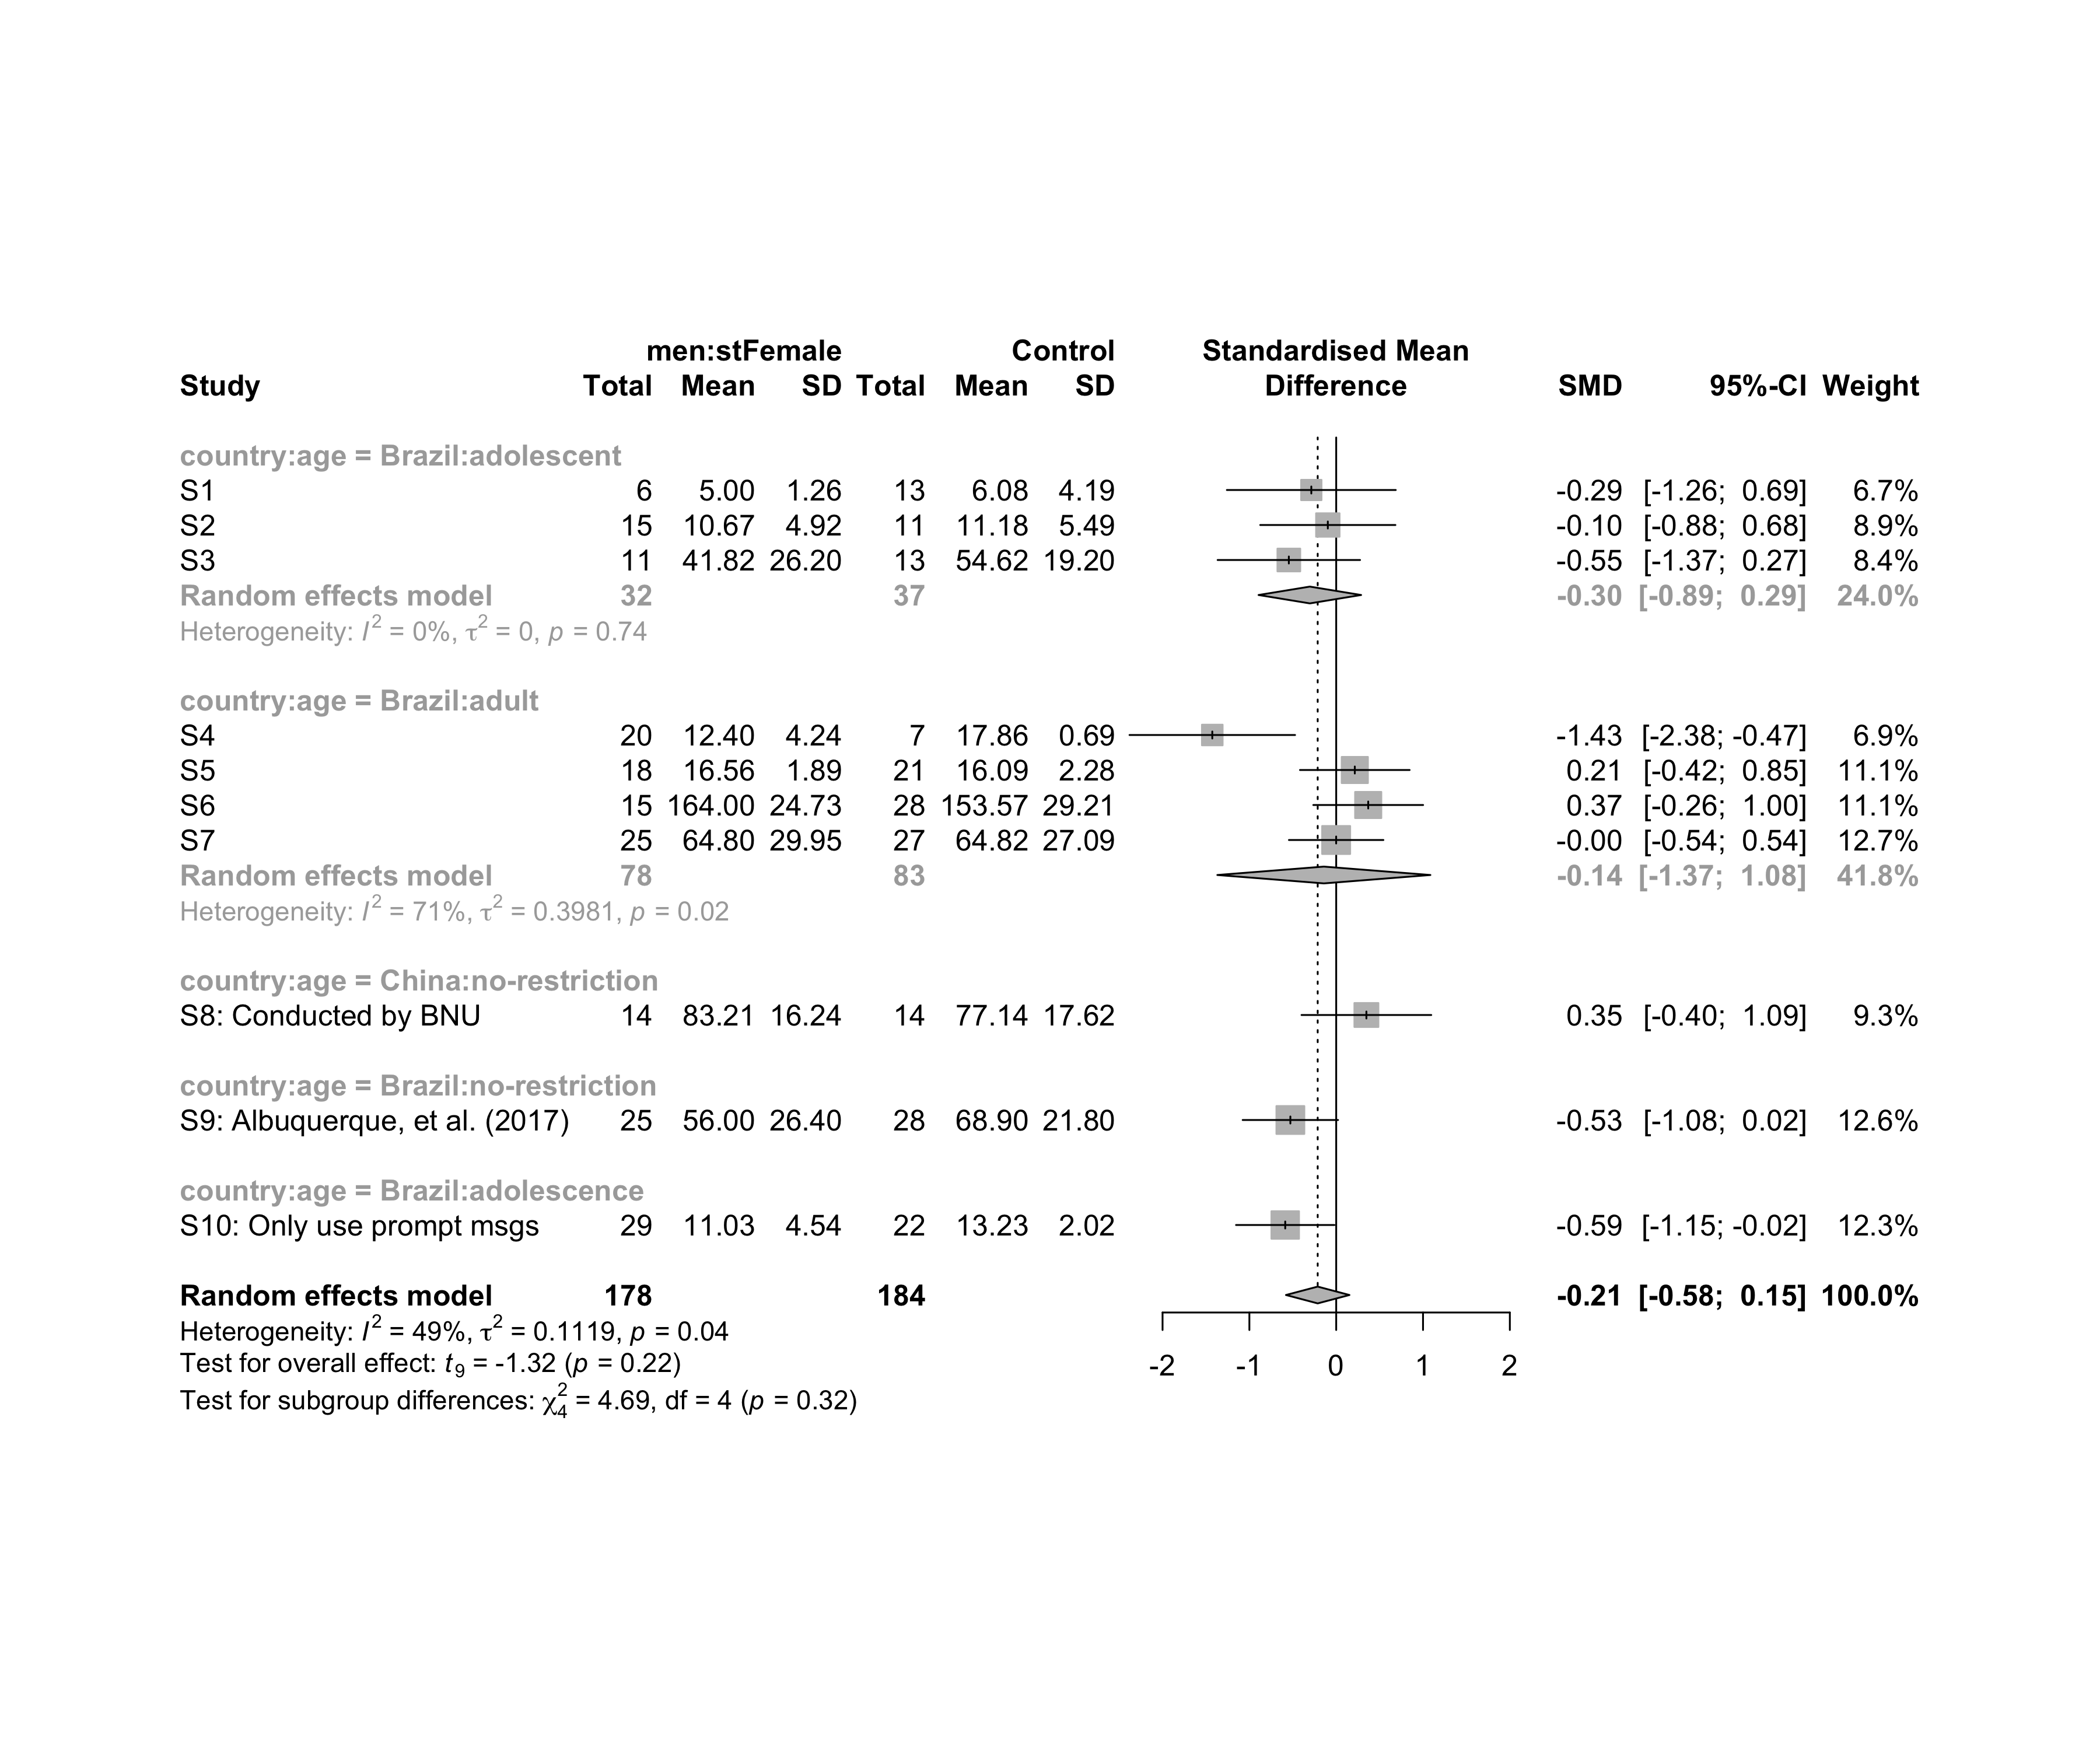 men:stFemale Control Standardised Mean
Study Total Mean SD Total Mean SD Difference SMD 95%-CI Weight
country:age = Brazil:adolescent
S1 6 5.00 1.26 13 6.08 4.19 -0.29 [-1.26; 0.69] 6.7%
S2 15 10.67 4.92 11 11.18 5.49 -0.10 [-0.88; 0.68] 8.9%
S3 11 41.82 26.20 13 54.62 19.20 -0.55 [-1.37; 0.27] 8.4%
Random effects model 32 37 -0.30 [-0.89; 0.29] 24.0%
Heterogeneity: I² = 0%, τ² = 0, p = 0.74
country:age = Brazil:adult
S4 20 12.40 4.24 7 17.86 0.69 -1.43 [-2.38; -0.47] 6.9%
S5 18 16.56 1.89 21 16.09 2.28 0.21 [-0.42; 0.85] 11.1%
S6 15 164.00 24.73 28 153.57 29.21 0.37 [-0.26; 1.00] 11.1%
S7 25 64.80 29.95 27 64.82 27.09 -0.00 [-0.54; 0.54] 12.7%
Random effects model 78 83 -0.14 [-1.37; 1.08] 41.8%
Heterogeneity: I² = 71%, τ² = 0.3981, p = 0.02
country:age = China:no-restriction
S8: Conducted by BNU 14 83.21 16.24 14 77.14 17.62 0.35 [-0.40; 1.09] 9.3%
country:age = Brazil:no-restriction
S9: Albuquerque, et al. (2017) 25 56.00 26.40 28 68.90 21.80 -0.53 [-1.08; 0.02] 12.6%
country:age = Brazil:adolescence
S10: Only use prompt msgs 29 11.03 4.54 22 13.23 2.02 -0.59 [-1.15; -0.02] 12.3%
Random effects model 178 184 -0.21 [-0.58; 0.15] 100.0%
Heterogeneity: I² = 49%, τ² = 0.1119, p = 0.04
Test for overall effect: t₉ = -1.32 (p = 0.22)
-2 -1 0 1 2
Test for subgroup differences: χ²₄ = 4.69, df = 4 (p = 0.32)